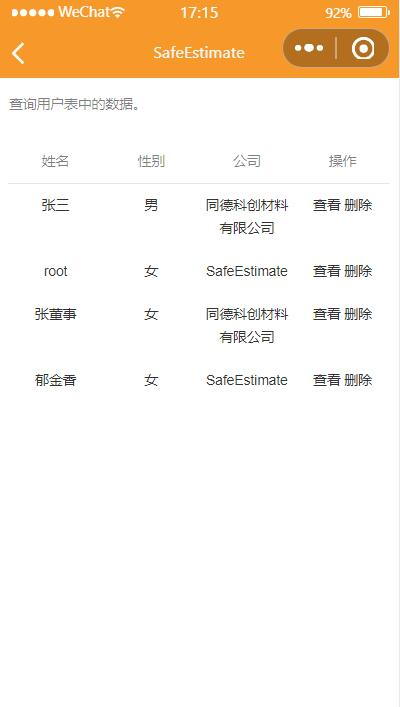 WeChat 17:15 92%
SafeEstimate
查询用户表中的数据。
姓名 性别 公司 操作
张三 男 同德科创材料 查看 删除
有限公司
root 女 SafeEstimate 查看 删除
张董事 女 同德科创材料 查看 删除
有限公司
郁金香 女 SafeEstimate 查看 删除